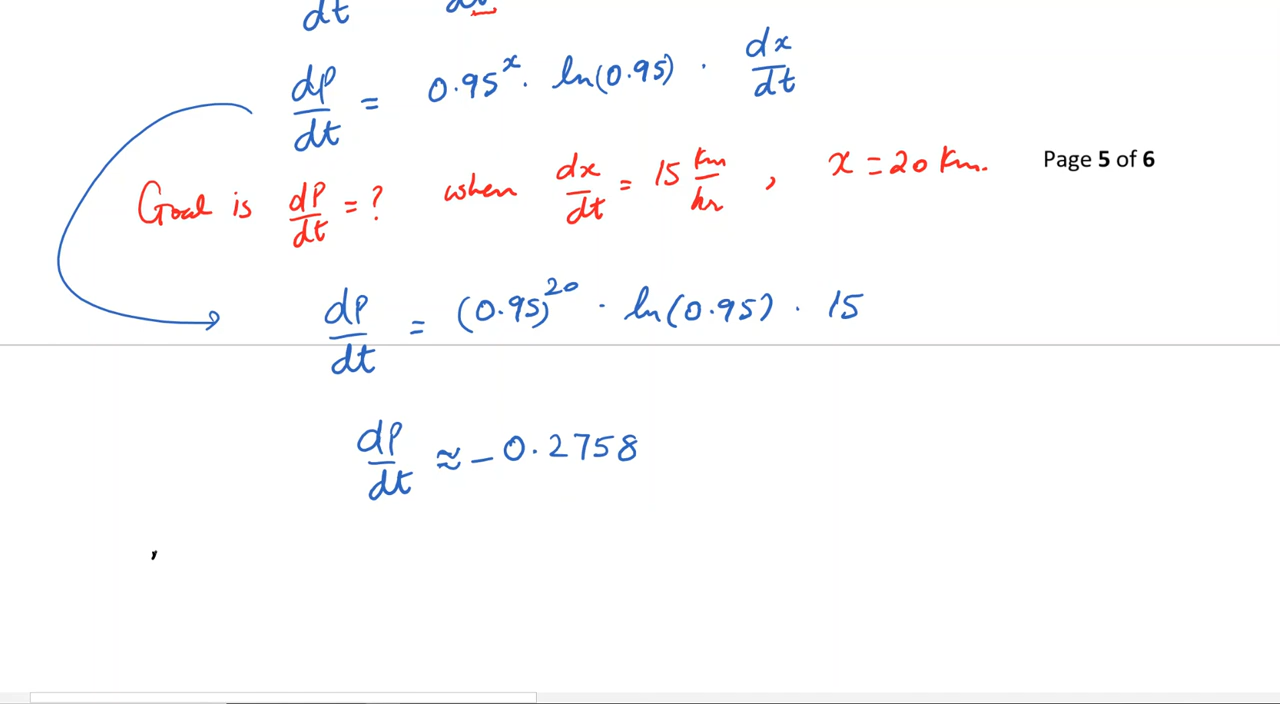 dt
dP/dt = 0.95^x · ln(0.95) · dx/dt
Page 5 of 6
Goal is dP/dt = ? when dx/dt = 15 km/hr , x = 20 km.
dP/dt = (0.95)^20 · ln(0.95) · 15
dP/dt ≈ – 0.2758